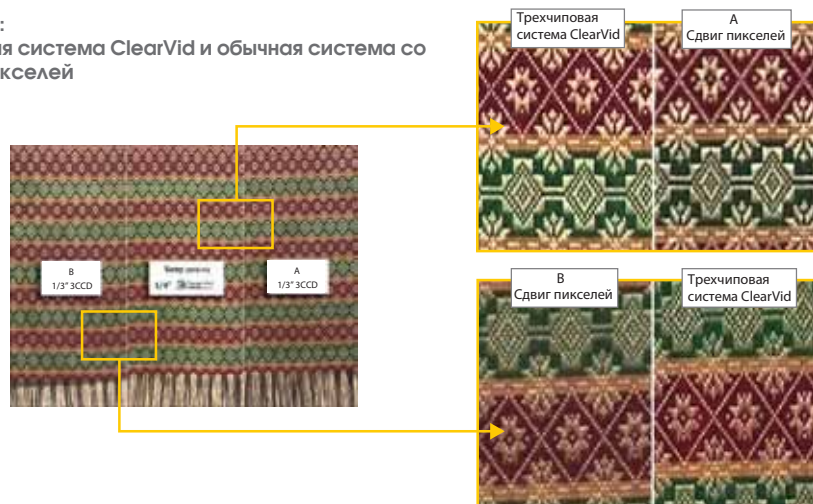 :
я система ClearVid и обычная система со
кселей
Трехчиповая
система ClearVid
A
Сдвиг пикселей
B
1/3" 3CCD
Sony
1/4"
A
1/3" 3CCD
B
Сдвиг пикселей
Трехчиповая
система ClearVid